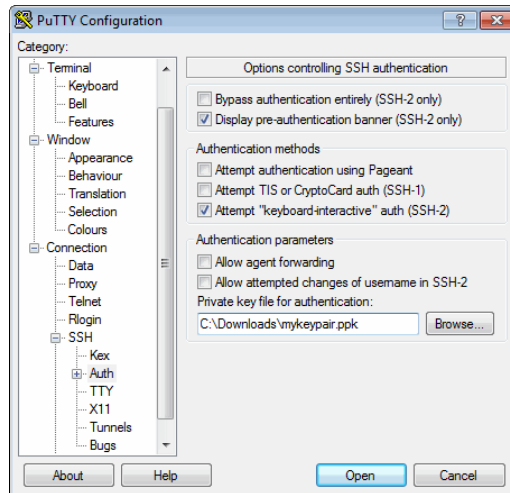 PuTTY Configuration
Category:
Terminal
Keyboard
Bell
Features
Window
Appearance
Behaviour
Translation
Selection
Colours
Connection
Data
Proxy
Telnet
Rlogin
SSH
Kex
Auth
TTY
X11
Tunnels
Bugs
Options controlling SSH authentication
Bypass authentication entirely (SSH-2 only)
Display pre-authentication banner (SSH-2 only)
Authentication methods
Attempt authentication using Pageant
Attempt TIS or CryptoCard auth (SSH-1)
Attempt "keyboard-interactive" auth (SSH-2)
Authentication parameters
Allow agent forwarding
Allow attempted changes of username in SSH-2
Private key file for authentication:
C:\Downloads\mykeypair.ppk
Browse...
About
Help
Open
Cancel